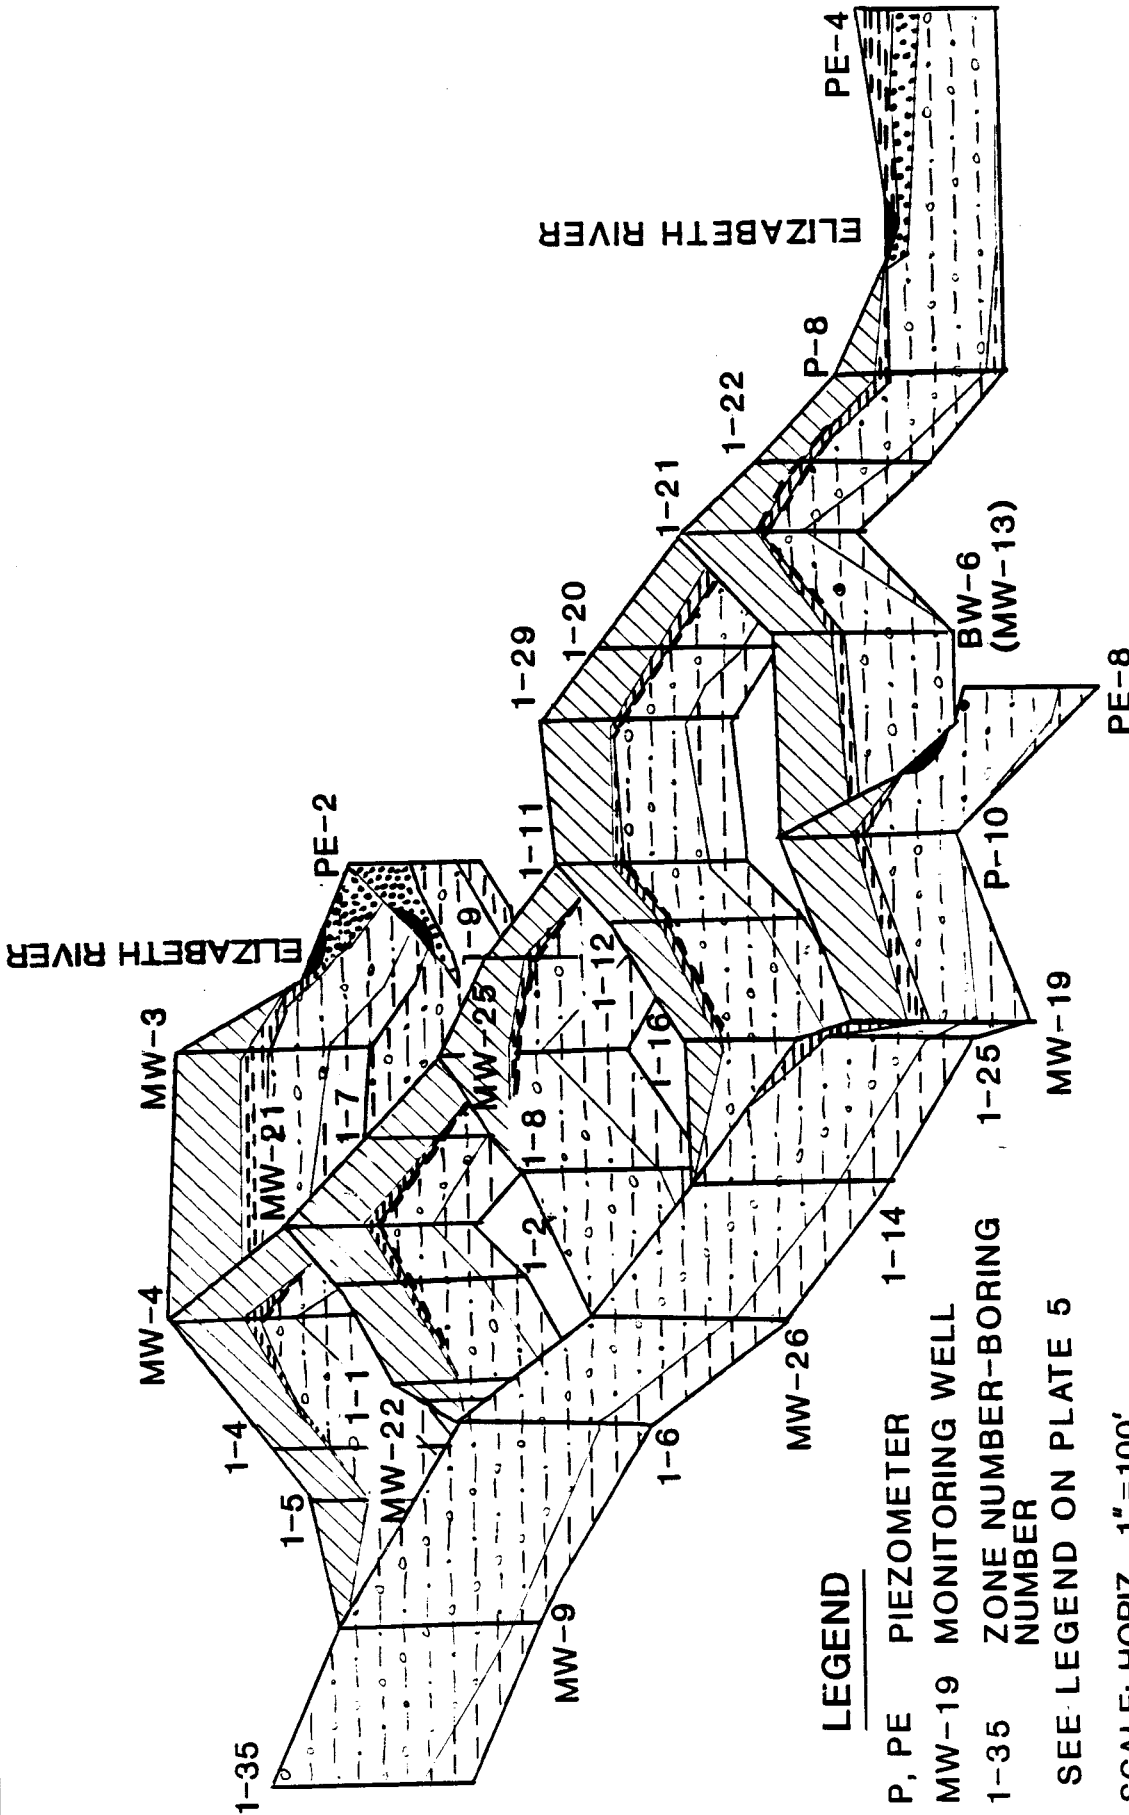 PE-4
ELIZABETH RIVER
P-8
1-22
1-21
1-20
1-29
BW-6
(MW-13)
PE-8
PE-2
1-11
ELIZABETH RIVER
1-9
MW-25
1-12
1-16
P-10
MW-3
MW-21
1-7
1-8
1-2
MW-19
1-25
1-14
MW-4
1-1
1-4
MW-22
1-5
MW-26
1-6
MW-9
1-35
LEGEND
P, PE PIEZOMETER
MW-19 MONITORING WELL
1-35 ZONE NUMBER-BORING
NUMBER
SEE LEGEND ON PLATE 5
SCALE: HORIZ. 1"=100'